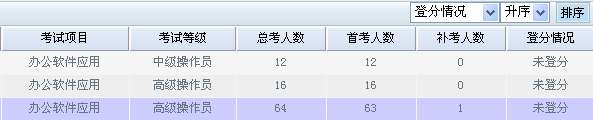 登分情况 升序 排序
考试项目 考试等级 总考人数 首考人数 补考人数 登分情况
办公软件应用 中级操作员 12 12 0 未登分
办公软件应用 高级操作员 16 16 0 未登分
办公软件应用 高级操作员 64 63 1 未登分